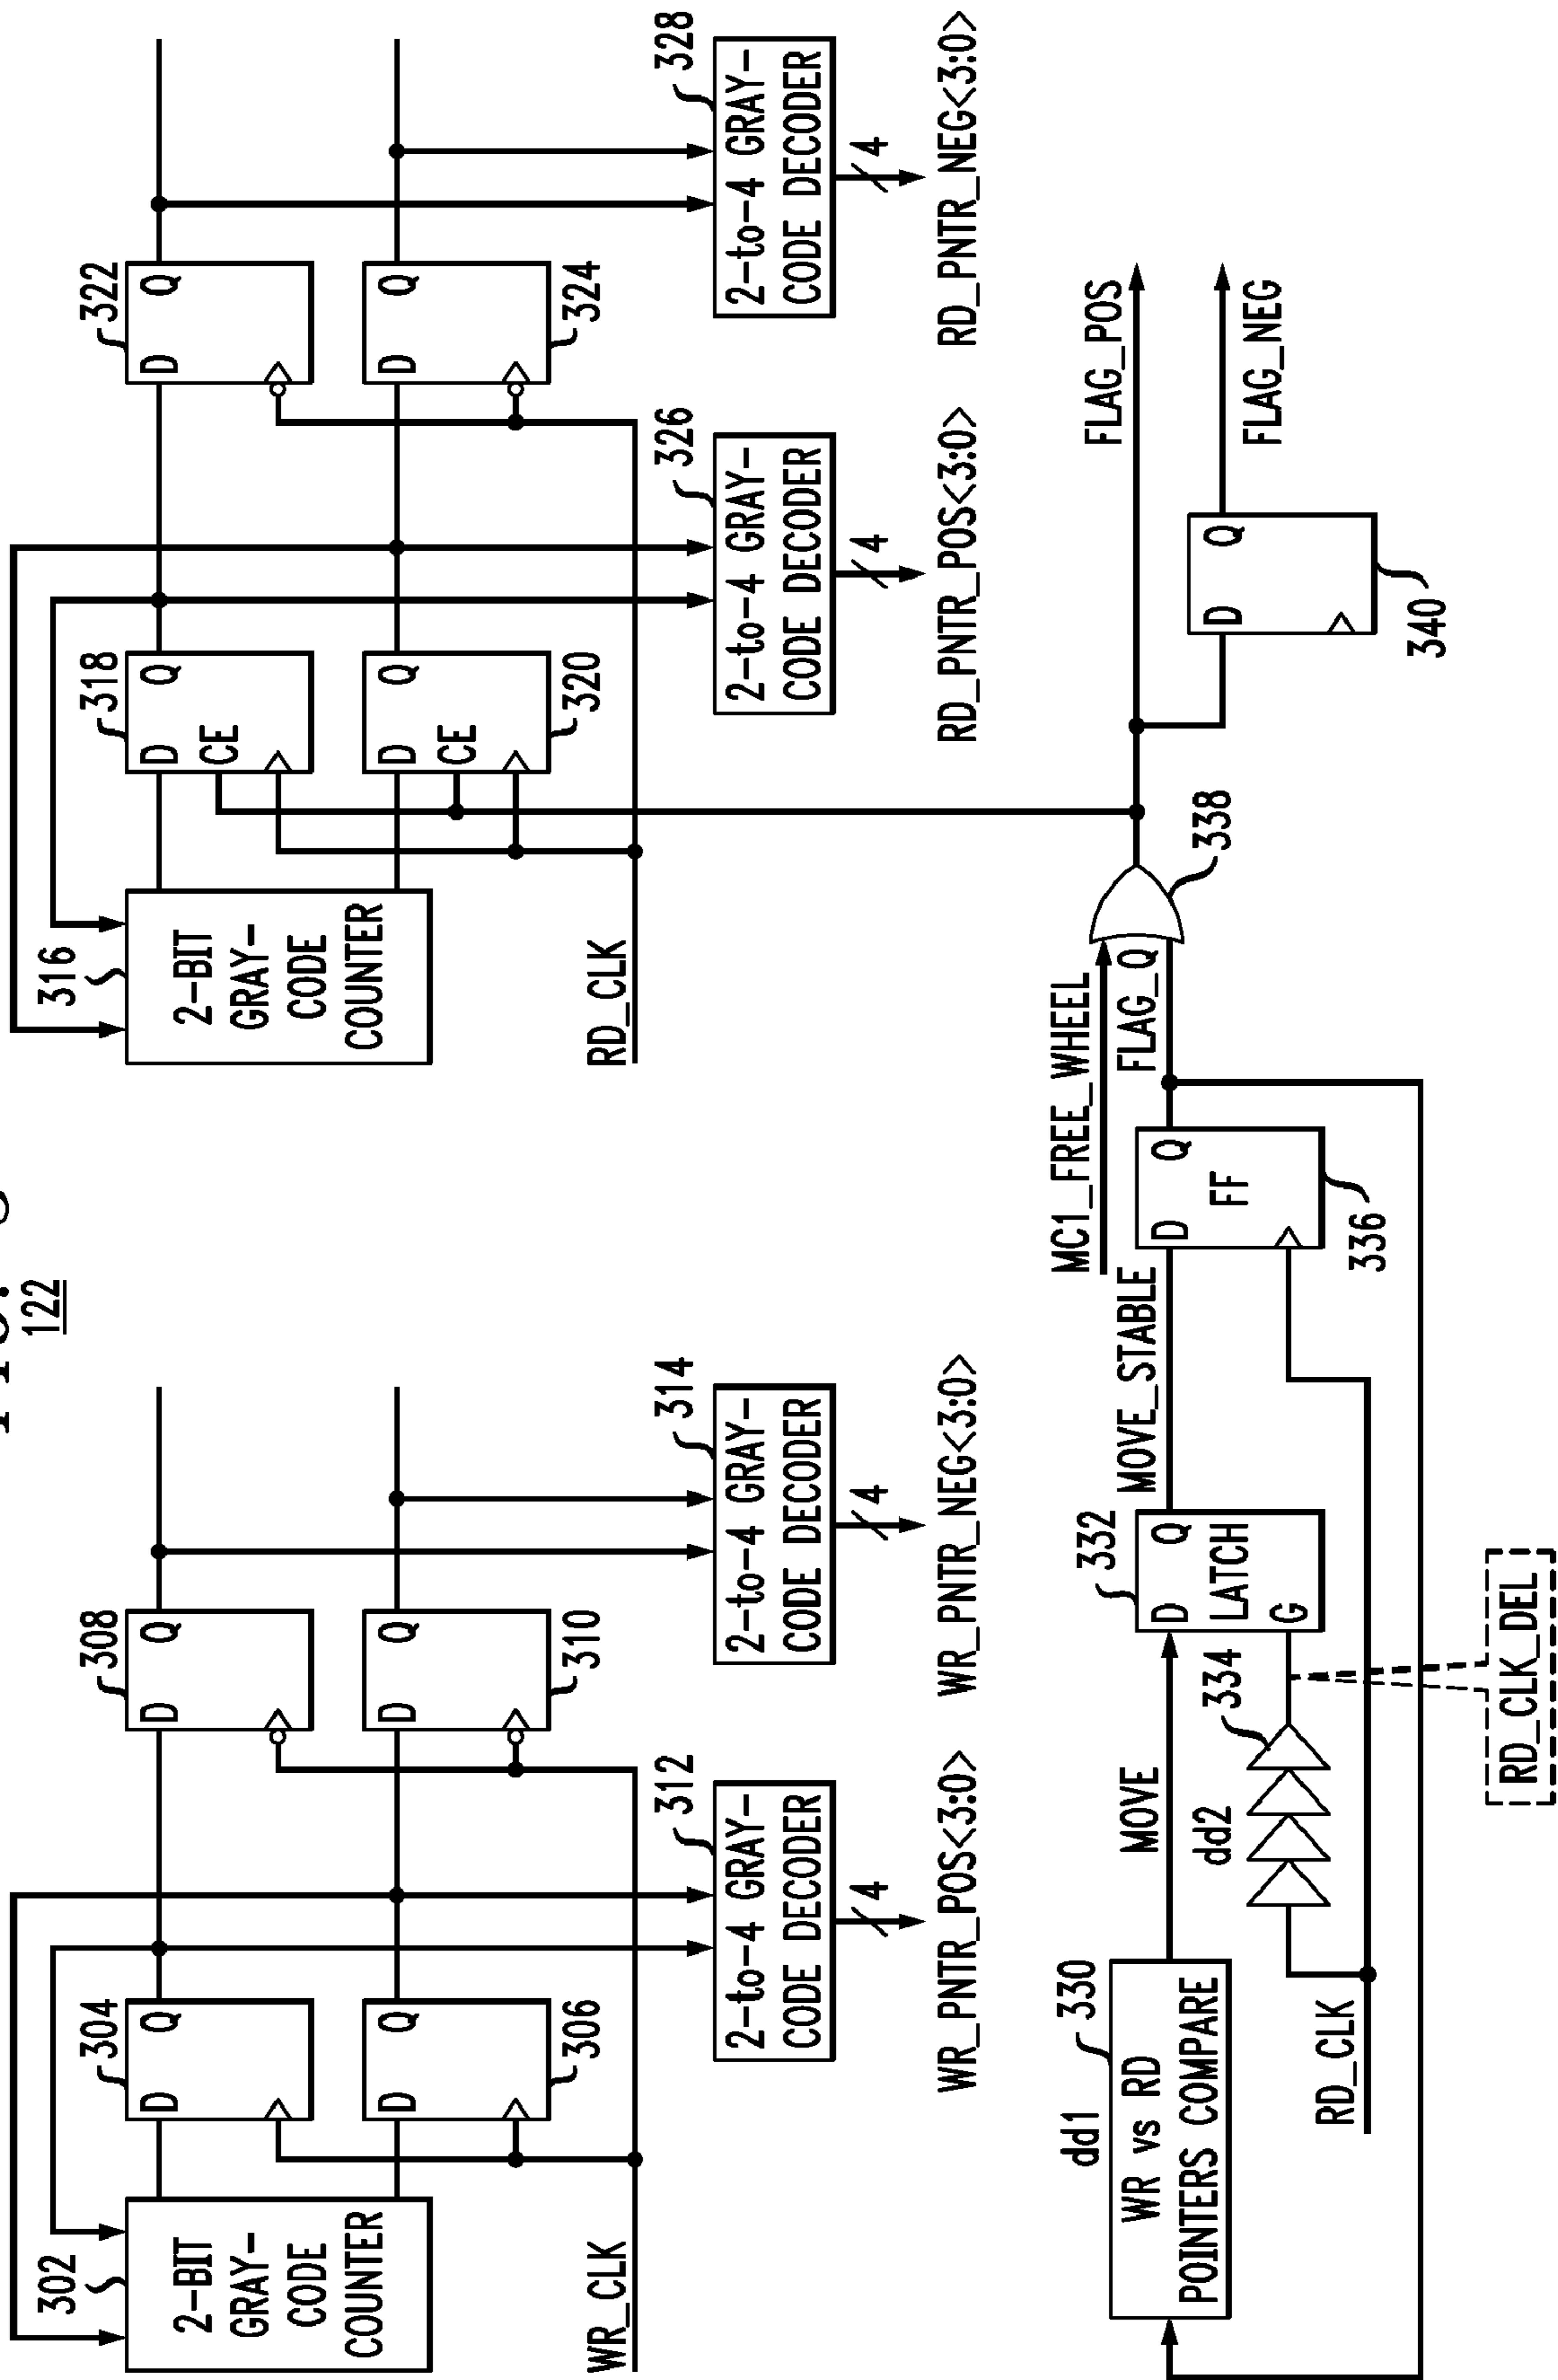 122
302
2-BIT
GRAY-
CODE
COUNTER
304
D Q
306
D Q
308
D Q
310
D Q
WR_CLK
312
2-to-4 GRAY-
CODE DECODER
4
WR_PNTR_POS<3:0>
314
2-to-4 GRAY-
CODE DECODER
4
WR_PNTR_NEG<3:0>
316
2-BIT
GRAY-
CODE
COUNTER
318
D Q
CE
320
D Q
CE
322
D Q
324
D Q
RD_CLK
326
2-to-4 GRAY-
CODE DECODER
4
RD_PNTR_POS<3:0>
328
2-to-4 GRAY-
CODE DECODER
4
RD_PNTR_NEG<3:0>
dd1
330
WR vs RD
POINTERS COMPARE
MOVE
dd2
334
RD_CLK
332
D Q
LATCH
G
RD_CLK_DEL
MOVE_STABLE
D Q
FF
336
MC1_FREE_WHEEL
FLAG_Q
338
FLAG_POS
D Q
340
FLAG_NEG